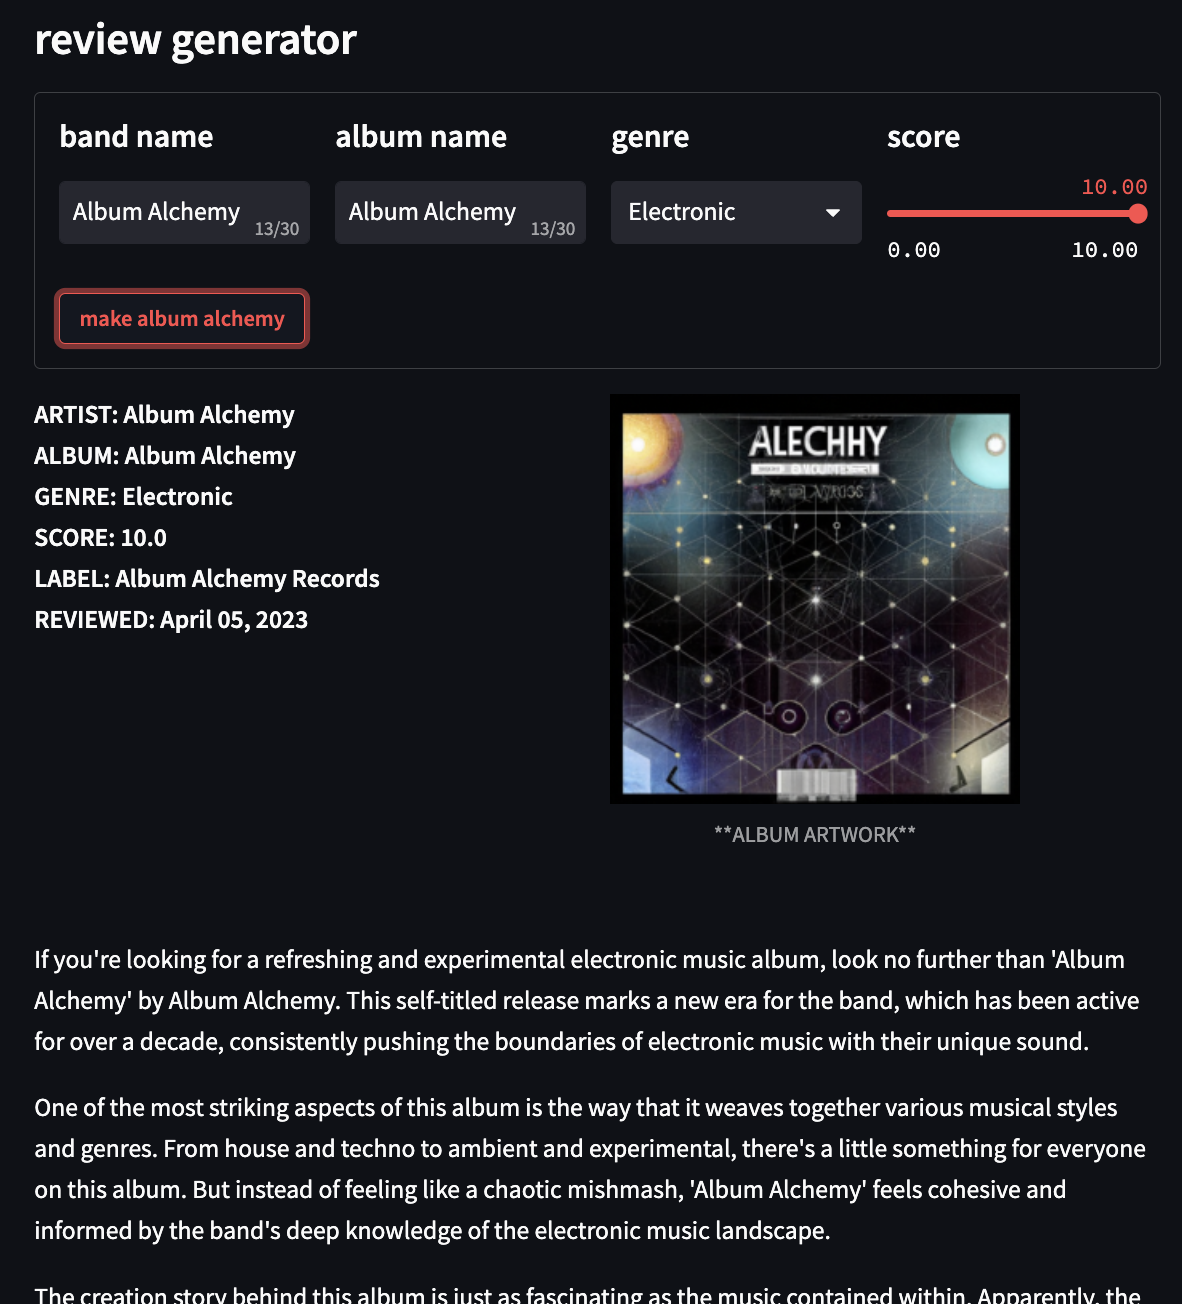 review generator
band name
album name
genre
score
10.00
Album Alchemy
13/30
Album Alchemy
13/30
Electronic
0.00
10.00
make album alchemy
ARTIST: Album Alchemy
ALBUM: Album Alchemy
GENRE: Electronic
SCORE: 10.0
LABEL: Album Alchemy Records
REVIEWED: April 05, 2023
ALECHHY
**ALBUM ARTWORK**
If you're looking for a refreshing and experimental electronic music album, look no further than 'Album
Alchemy' by Album Alchemy. This self-titled release marks a new era for the band, which has been active
for over a decade, consistently pushing the boundaries of electronic music with their unique sound.
One of the most striking aspects of this album is the way that it weaves together various musical styles
and genres. From house and techno to ambient and experimental, there's a little something for everyone
on this album. But instead of feeling like a chaotic mishmash, 'Album Alchemy' feels cohesive and
informed by the band's deep knowledge of the electronic music landscape.
The creation story behind this album is just as fascinating as the music contained within. Apparently, the